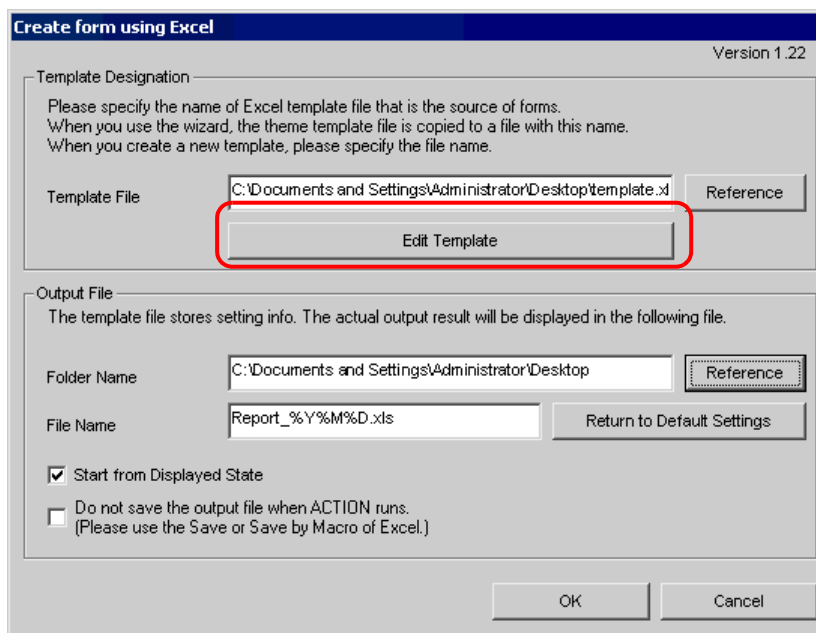 Create form using Excel
Version 1.22
Template Designation
Please specify the name of Excel template file that is the source of forms.
When you use the wizard, the theme template file is copied to a file with this name.
When you create a new template, please specify the file name.
Template File C:\Documents and Settings\Administrator\Desktop\template.xl Reference
Edit Template
Output File
The template file stores setting info. The actual output result will be displayed in the following file.
Folder Name C:\Documents and Settings\Administrator\Desktop Reference
File Name Report_%Y%M%D.xls Return to Default Settings
Start from Displayed State
Do not save the output file when ACTION runs.
(Please use the Save or Save by Macro of Excel.)
OK Cancel